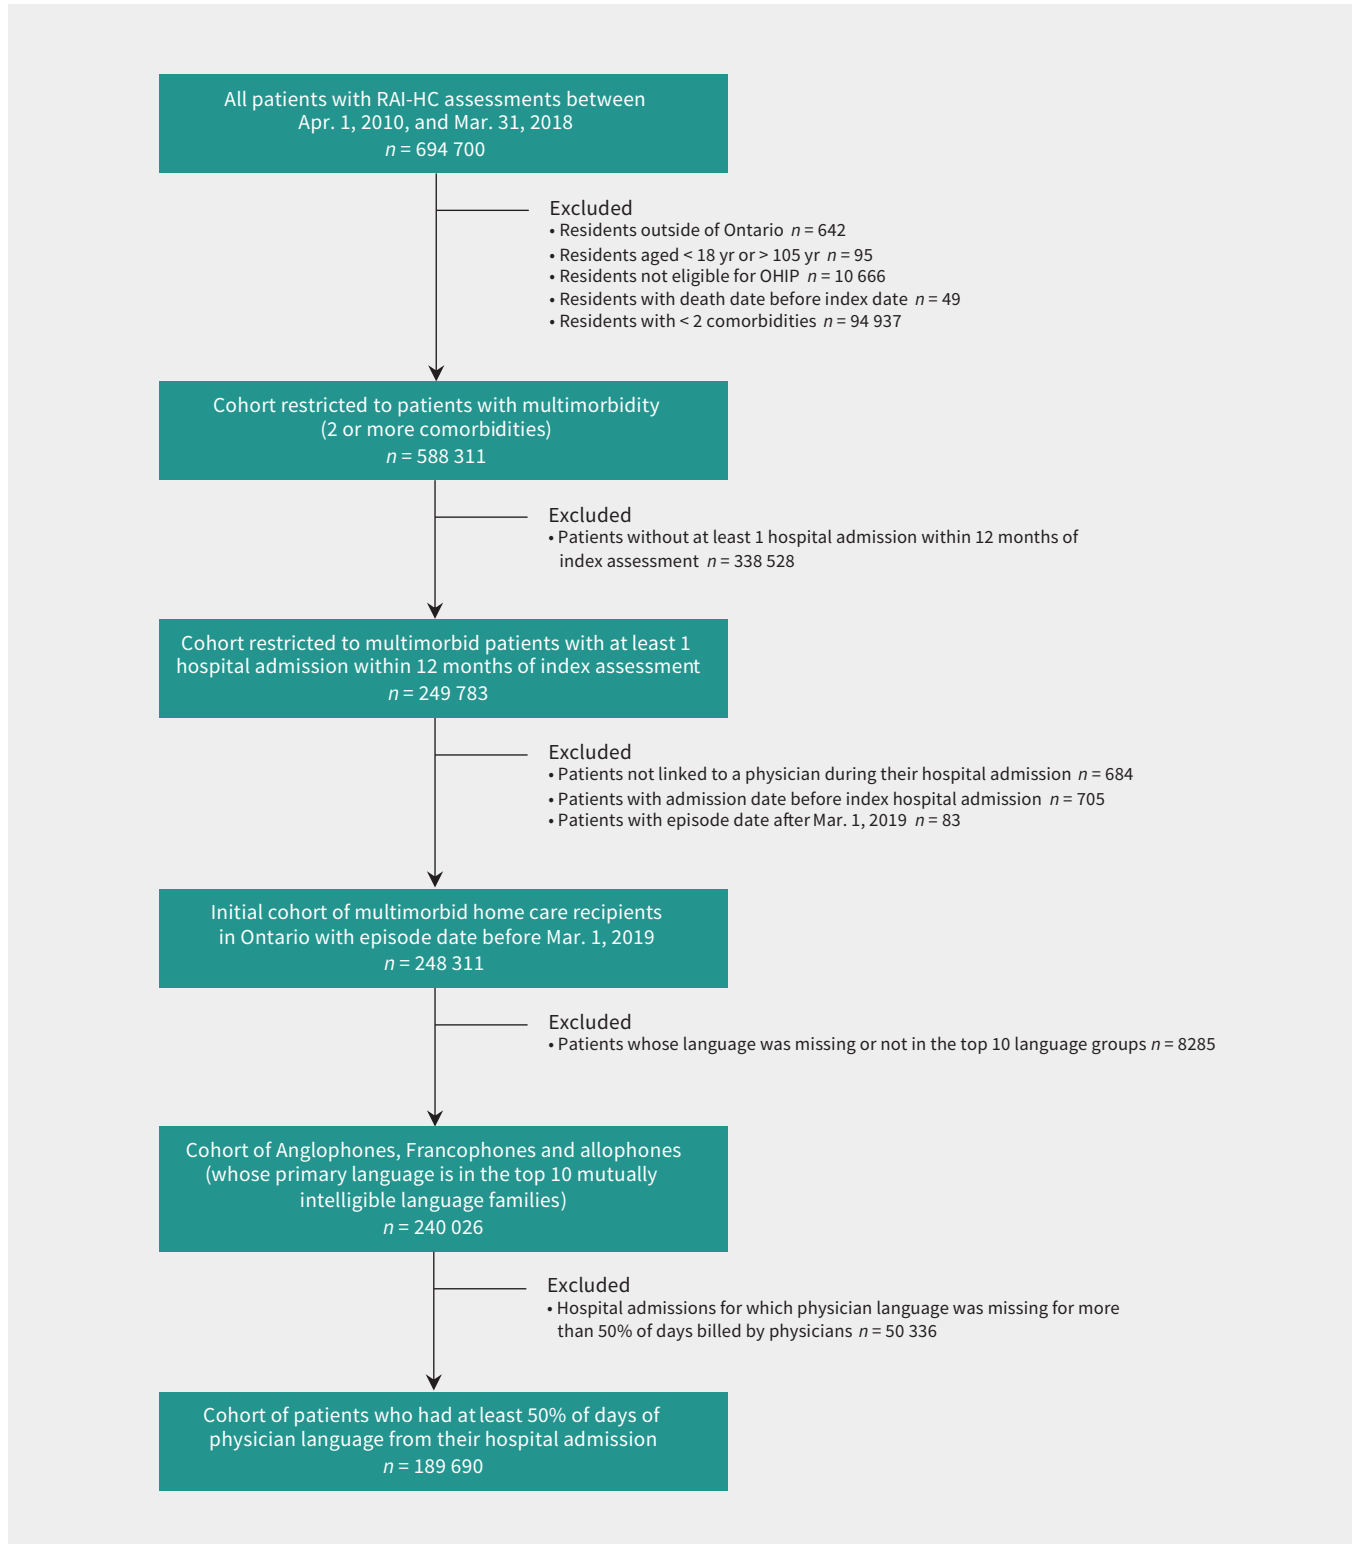 All patients with RAI-HC assessments between
Apr. 1, 2010, and Mar. 31, 2018
n = 694 700
Excluded
• Residents outside of Ontario n = 642
• Residents aged < 18 yr or > 105 yr n = 95
• Residents not eligible for OHIP n = 10 666
• Residents with death date before index date n = 49
• Residents with < 2 comorbidities n = 94 937
Cohort restricted to patients with multimorbidity
(2 or more comorbidities)
n = 588 311
Excluded
• Patients without at least 1 hospital admission within 12 months of
index assessment n = 338 528
Cohort restricted to multimorbid patients with at least 1
hospital admission within 12 months of index assessment
n = 249 783
Excluded
• Patients not linked to a physician during their hospital admission n = 684
• Patients with admission date before index hospital admission n = 705
• Patients with episode date after Mar. 1, 2019 n = 83
Initial cohort of multimorbid home care recipients
in Ontario with episode date before Mar. 1, 2019
n = 248 311
Excluded
• Patients whose language was missing or not in the top 10 language groups n = 8285
Cohort of Anglophones, Francophones and allophones
(whose primary language is in the top 10 mutually
intelligible language families)
n = 240 026
Excluded
• Hospital admissions for which physician language was missing for more
than 50% of days billed by physicians n = 50 336
Cohort of patients who had at least 50% of days of
physician language from their hospital admission
n = 189 690